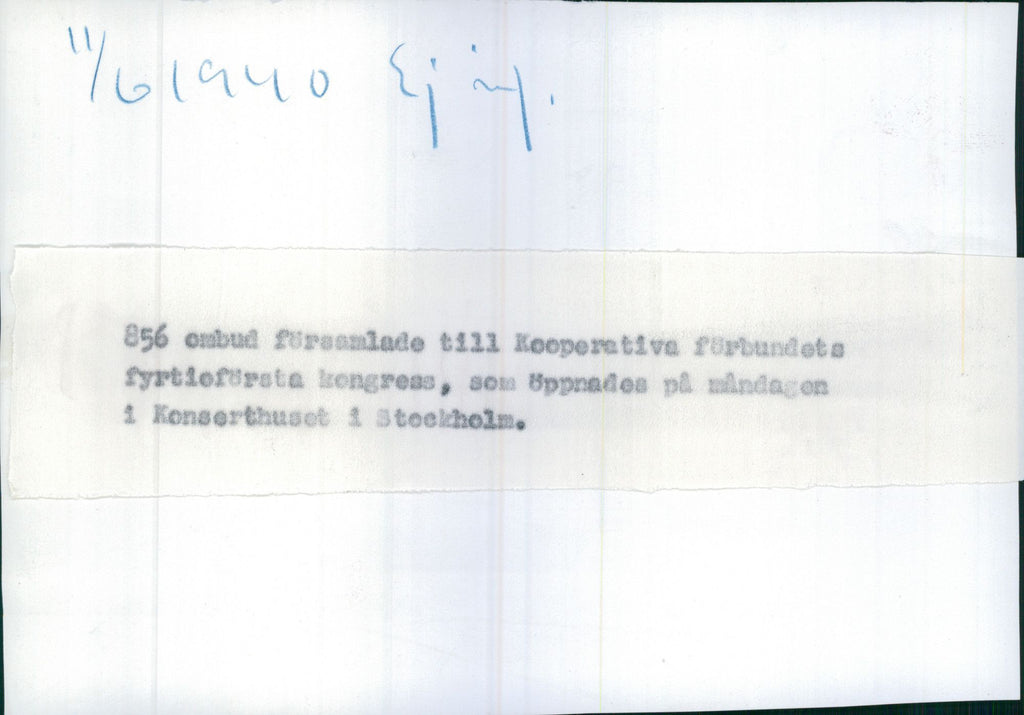 11/6 1940 Ej inf.
856 ombud församlade till Kooperativa förbundets
fyrtioförsta kongress, som öppnades på måndagen
i Konserthuset i Stockholm.